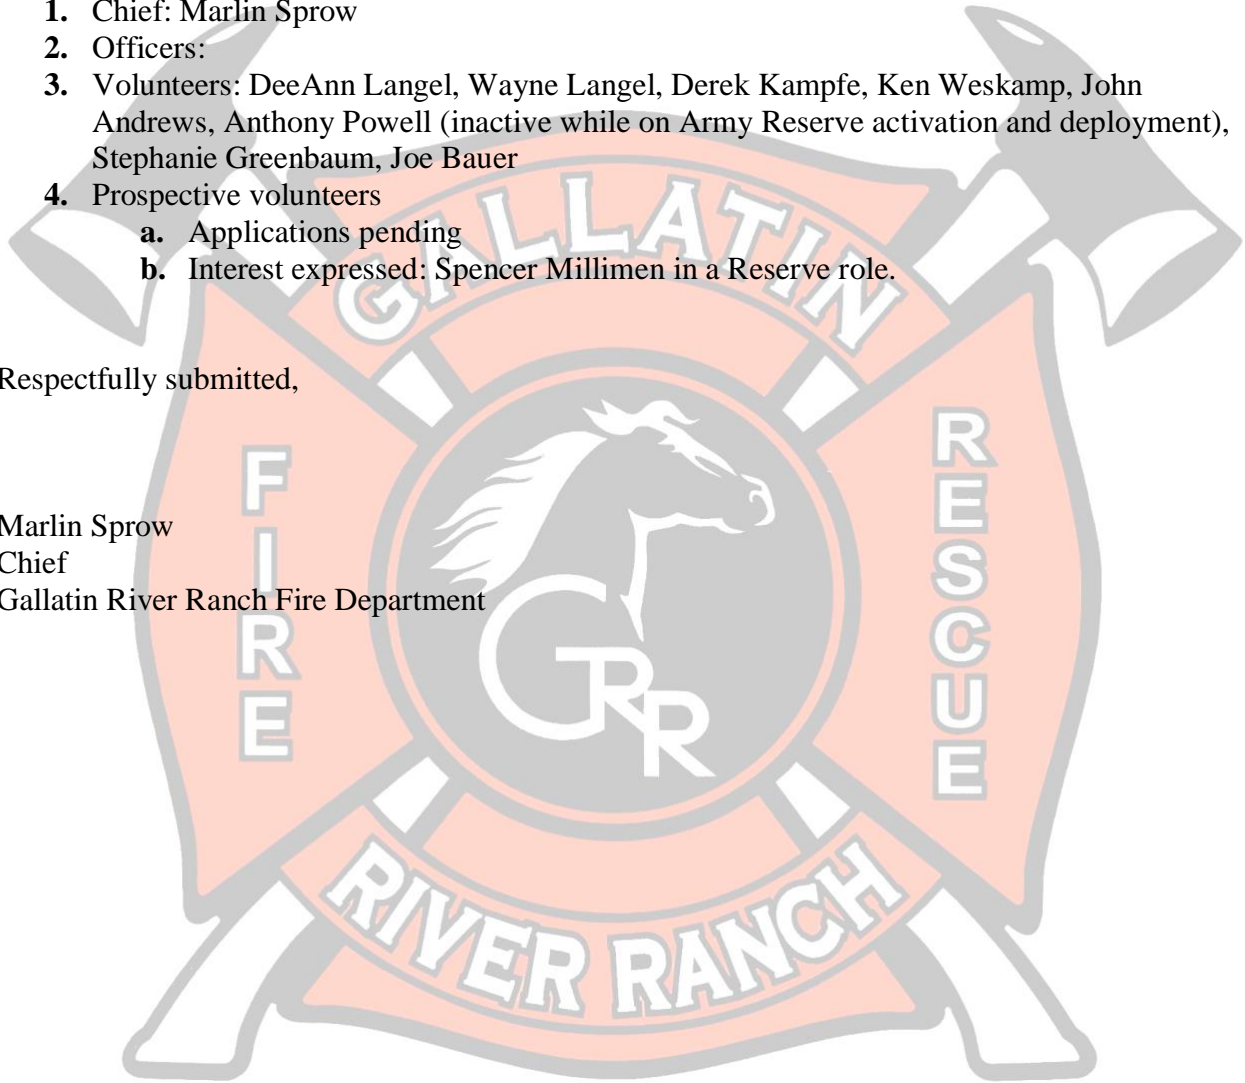 1. Chief: Marlin Sprow
2. Officers:
3. Volunteers: DeeAnn Langel, Wayne Langel, Derek Kampfe, Ken Weskamp, John
Andrews, Anthony Powell (inactive while on Army Reserve activation and deployment),
Stephanie Greenbaum, Joe Bauer
4. Prospective volunteers
a. Applications pending
b. Interest expressed: Spencer Millimen in a Reserve role.
Respectfully submitted,
Marlin Sprow
Chief
Gallatin River Ranch Fire Department
GALLATIN
FIRE
RESCUE
GRR
RIVER RANCH